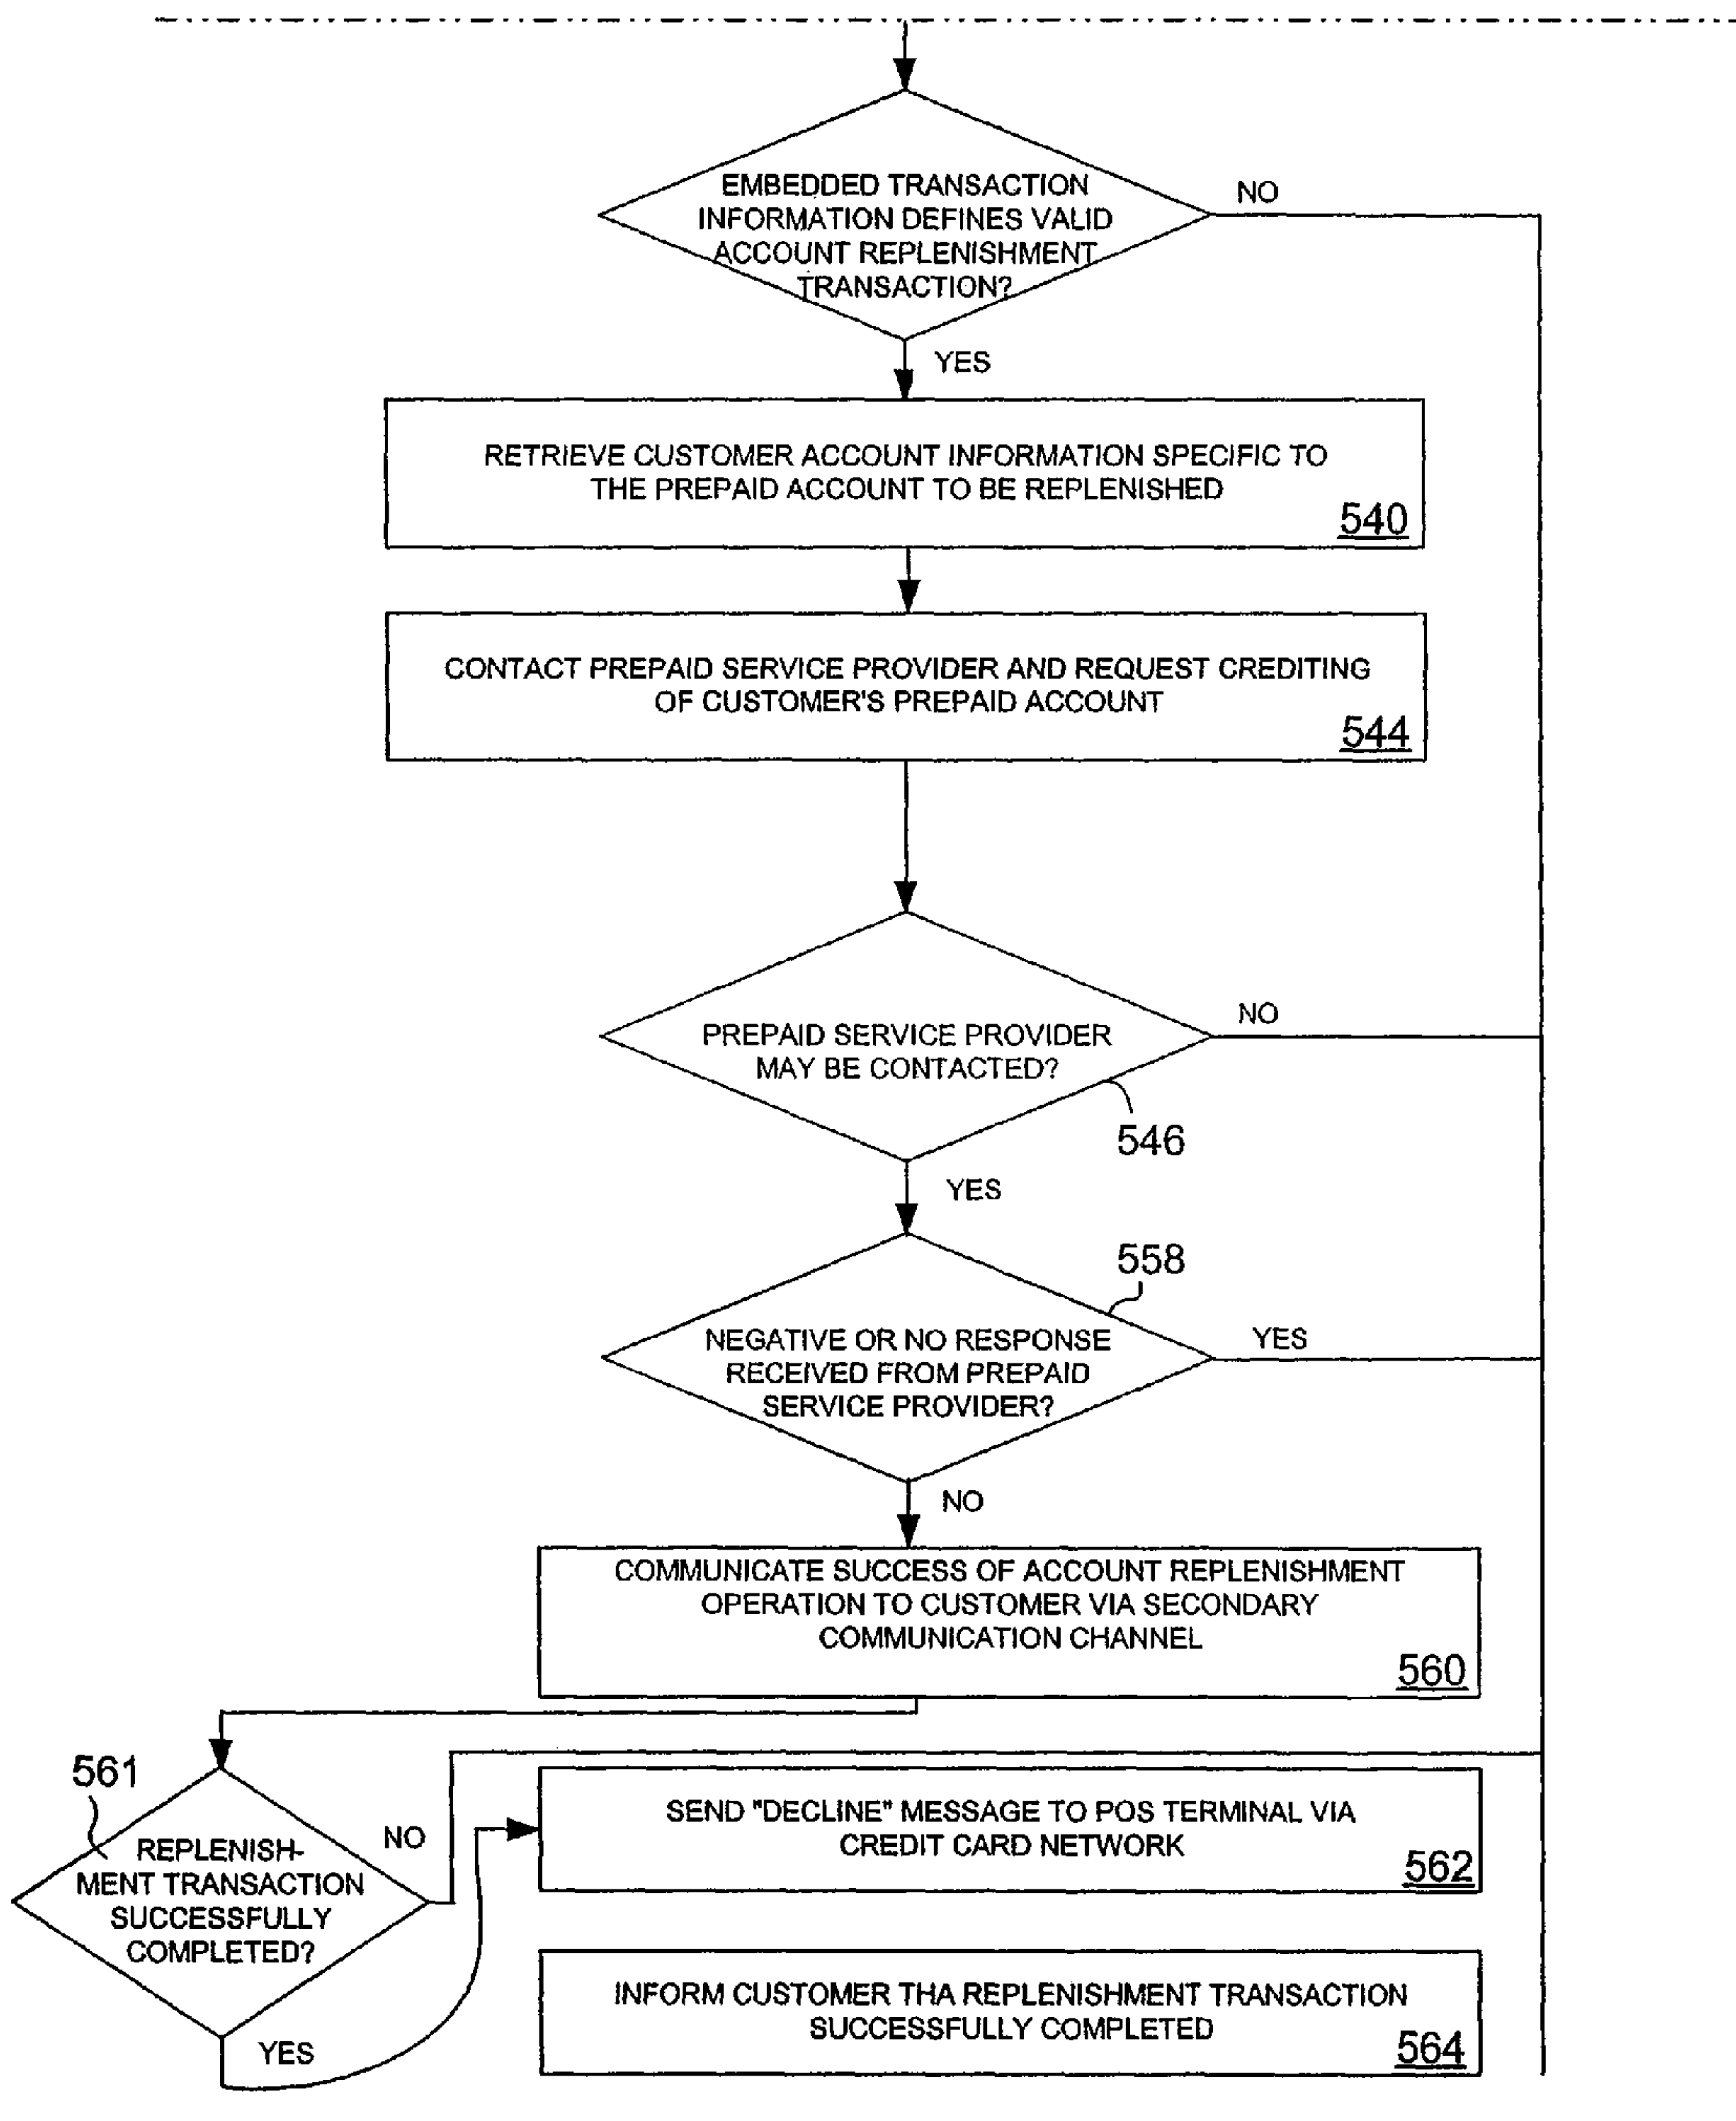 EMBEDDED TRANSACTION
INFORMATION DEFINES VALID
ACCOUNT REPLENISHMENT
TRANSACTION?
NO
YES
RETRIEVE CUSTOMER ACCOUNT INFORMATION SPECIFIC TO
THE PREPAID ACCOUNT TO BE REPLENISHED
540
CONTACT PREPAID SERVICE PROVIDER AND REQUEST CREDITING
OF CUSTOMER'S PREPAID ACCOUNT
544
PREPAID SERVICE PROVIDER
MAY BE CONTACTED?
NO
546
YES
558
NEGATIVE OR NO RESPONSE
RECEIVED FROM PREPAID
SERVICE PROVIDER?
YES
NO
COMMUNICATE SUCCESS OF ACCOUNT REPLENISHMENT
OPERATION TO CUSTOMER VIA SECONDARY
COMMUNICATION CHANNEL
560
561
REPLENISH-
MENT TRANSACTION
SUCCESSFULLY
COMPLETED?
NO
YES
SEND "DECLINE" MESSAGE TO POS TERMINAL VIA
CREDIT CARD NETWORK
562
INFORM CUSTOMER THA REPLENISHMENT TRANSACTION
SUCCESSFULLY COMPLETED
564